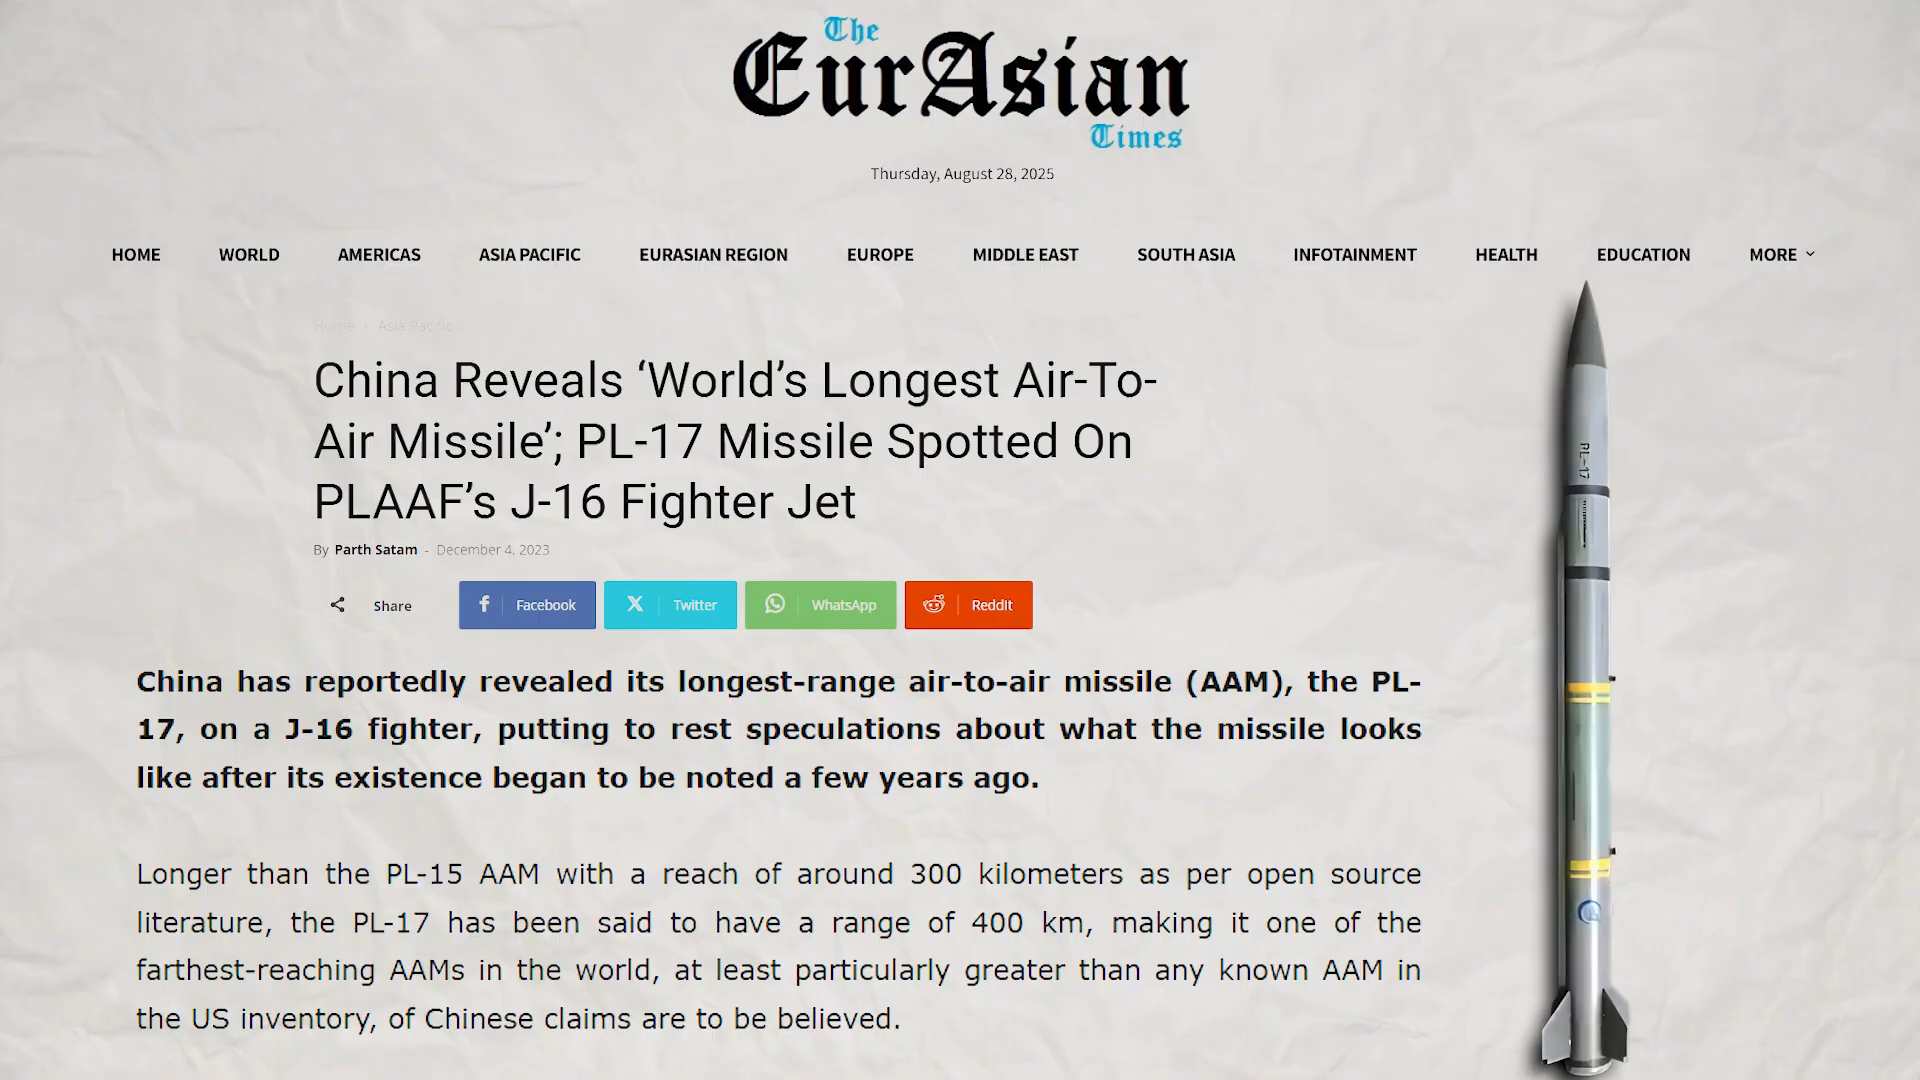 The
EurAsian
Times
Thursday, August 28, 2025
HOME WORLD AMERICAS ASIA PACIFIC EURASIAN REGION EUROPE MIDDLE EAST SOUTH ASIA INFOTAINMENT HEALTH EDUCATION MORE
Home › Asia Pacific
China Reveals ‘World’s Longest Air-To-
Air Missile’; PL-17 Missile Spotted On
PLAAF’s J-16 Fighter Jet
By Parth Satam - December 4, 2023
Share Facebook Twitter WhatsApp ReddIt
China has reportedly revealed its longest-range air-to-air missile (AAM), the PL-
17, on a J-16 fighter, putting to rest speculations about what the missile looks
like after its existence began to be noted a few years ago.
Longer than the PL-15 AAM with a reach of around 300 kilometers as per open source
literature, the PL-17 has been said to have a range of 400 km, making it one of the
farthest-reaching AAMs in the world, at least particularly greater than any known AAM in
the US inventory, of Chinese claims are to be believed.
PL-17